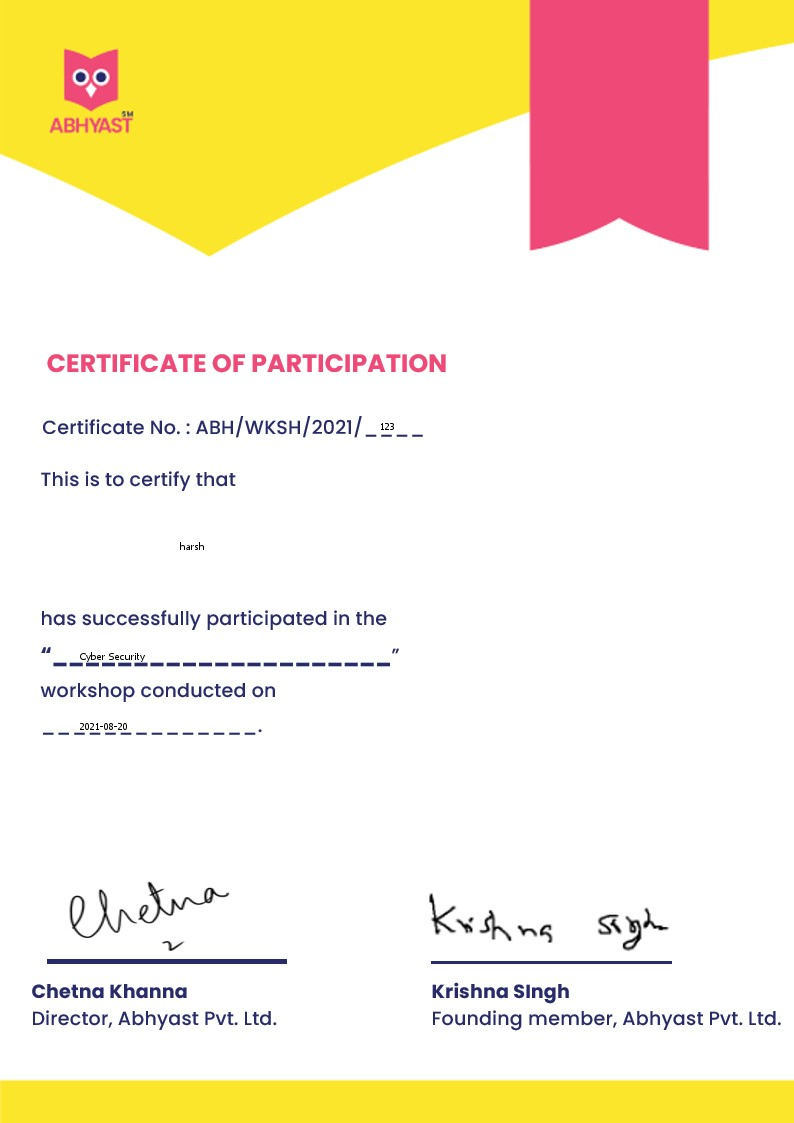 SM
ABHYAST
CERTIFICATE OF PARTICIPATION
Certificate No. : ABH/WKSH/2021/_ _ _ _ 123
This is to certify that
harsh
has successfully participated in the
“Cyber Security”
workshop conducted on
2021-08-20.
Chetna
Krishna Singh
Chetna Khanna
Director, Abhyast Pvt. Ltd.
Krishna SIngh
Founding member, Abhyast Pvt. Ltd.